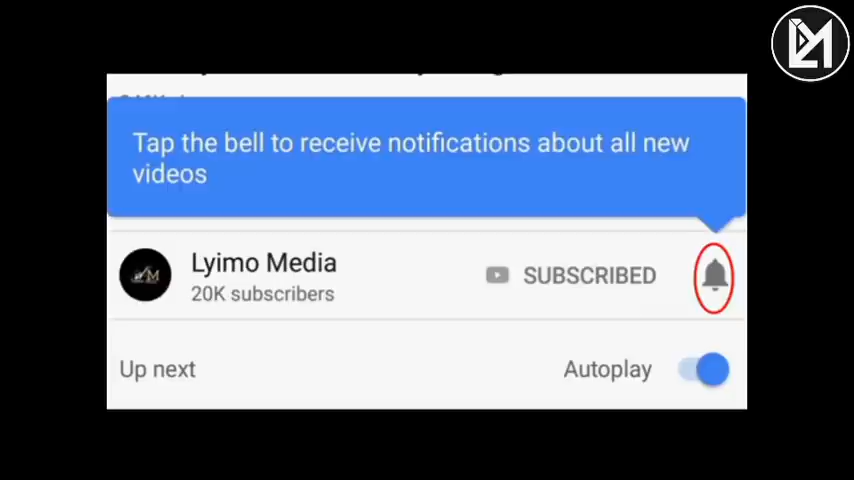 Tap the bell to receive notifications about all new
videos
Lyimo Media
SUBSCRIBED
20K subscribers
Up next
Autoplay